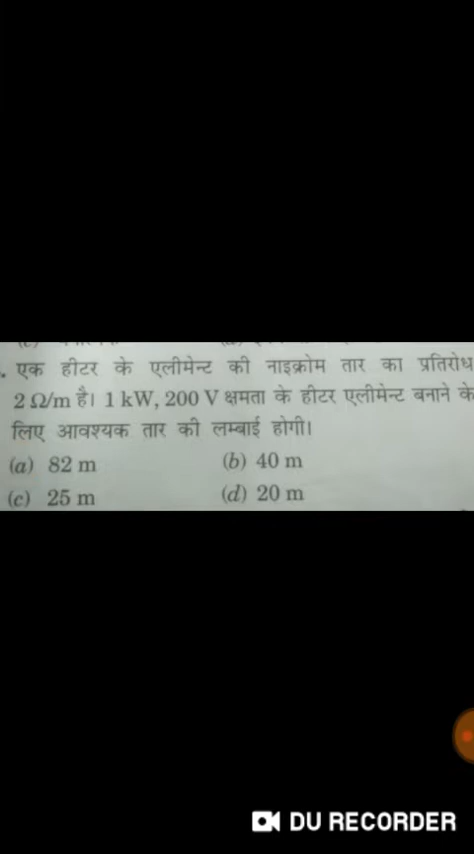 . एक हीटर के एलीमेन्ट की नाइक्रोम तार का प्रतिरोध
2 Ω/m है। 1 kW, 200 V क्षमता के हीटर एलीमेन्ट बनाने के
लिए आवश्यक तार की लम्बाई होगी।
(a) 82 m (b) 40 m
(c) 25 m (d) 20 m
DU RECORDER